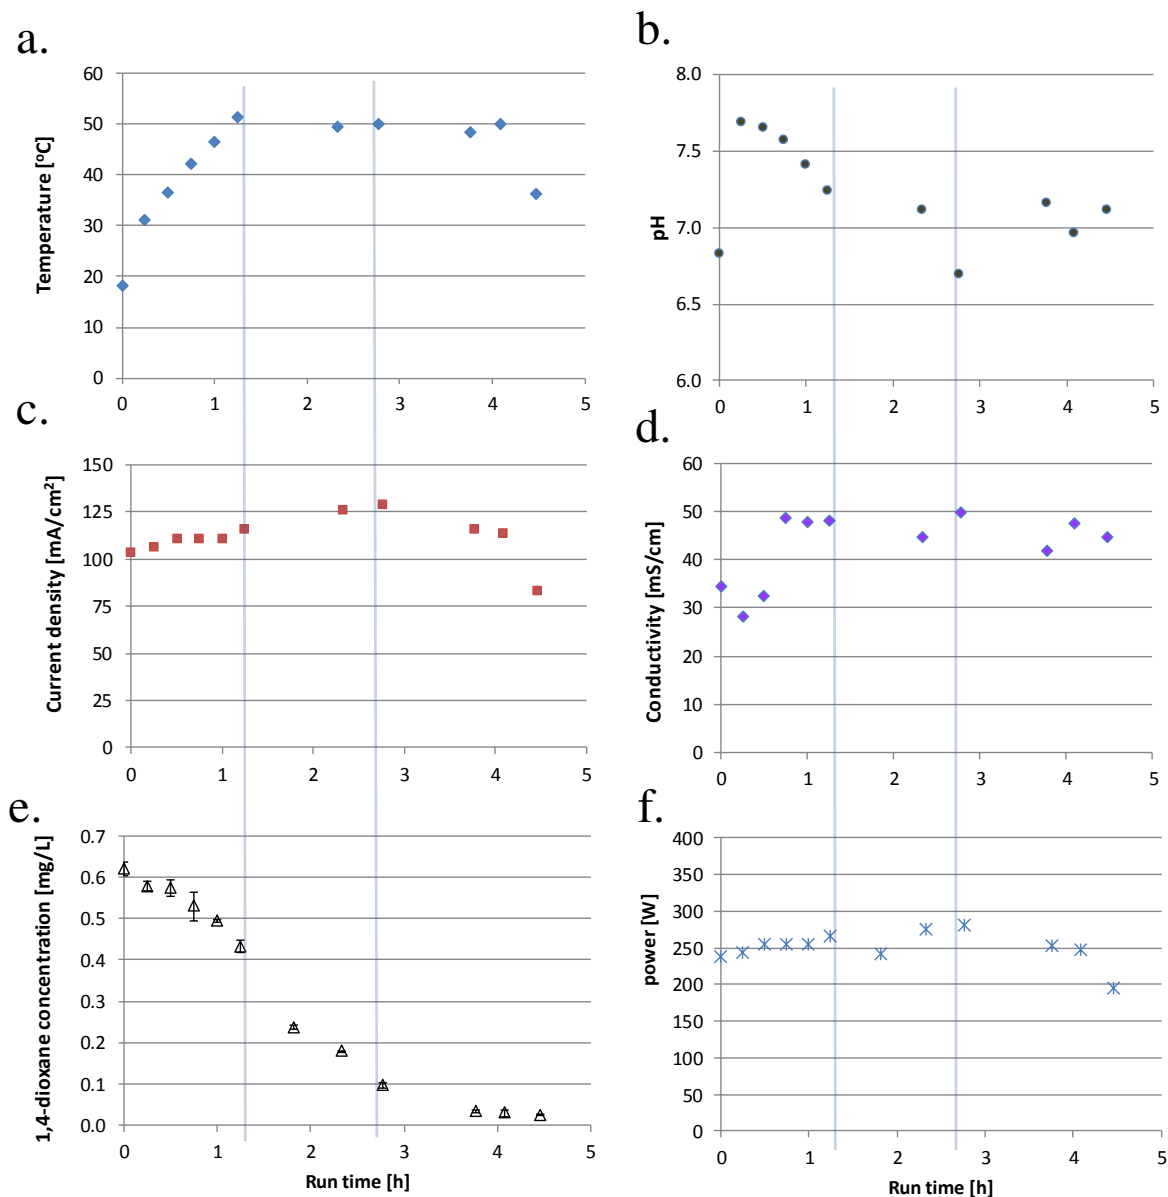 a.
Temperature [°C]
60
50
40
30
20
10
0
0 1 2 3 4 5
b.
pH
8.0
7.5
7.0
6.5
6.0
0 1 2 3 4 5
c.
Current density [mA/cm²]
150
125
100
75
50
25
0
0 1 2 3 4 5
d.
Conductivity [mS/cm]
60
50
40
30
20
10
0
0 1 2 3 4 5
e.
1,4-dioxane concentration [mg/L]
0.7
0.6
0.5
0.4
0.3
0.2
0.1
0.0
0 1 2 3 4 5
Run time [h]
f.
power [W]
400
350
300
250
200
150
100
50
0
0 1 2 3 4 5
Run time [h]